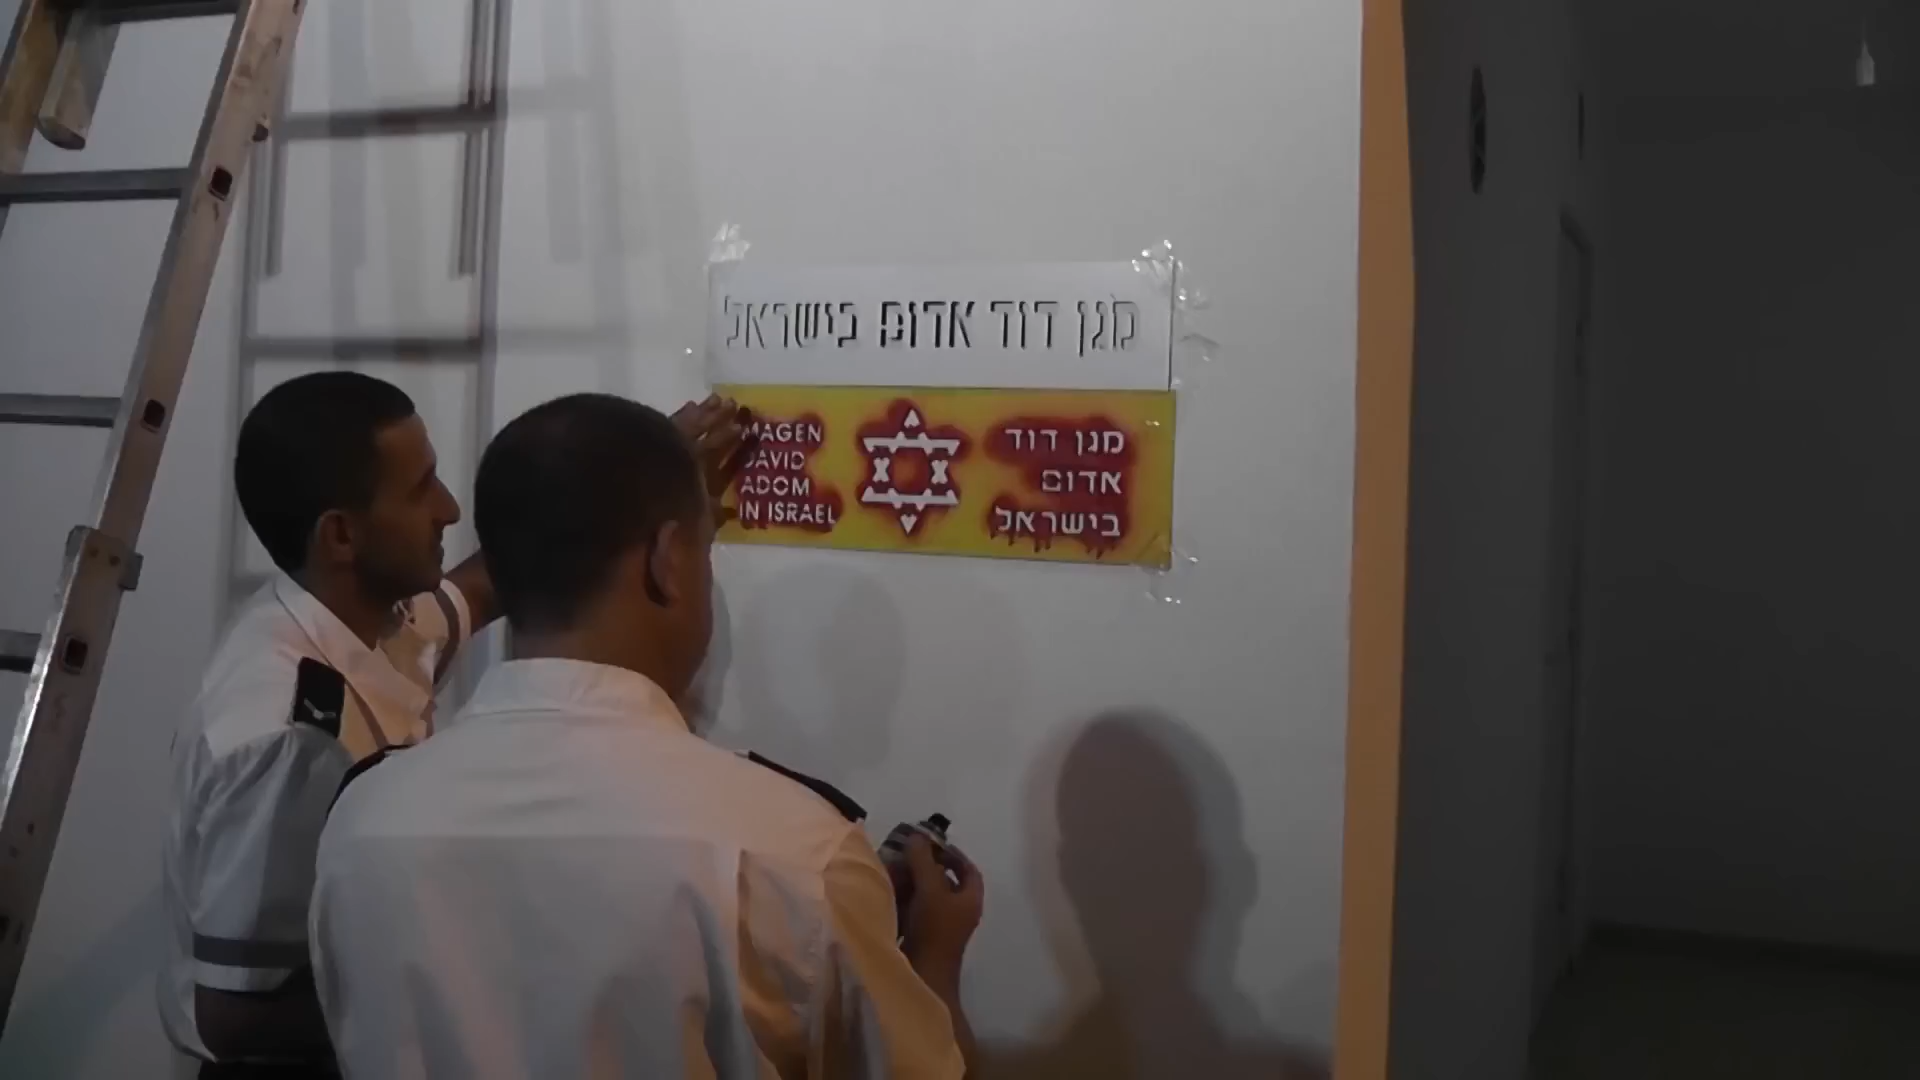 מגן דוד אדום בישראל
MAGEN
DAVID
ADOM
IN ISRAEL
מגן דוד
אדום
בישראל